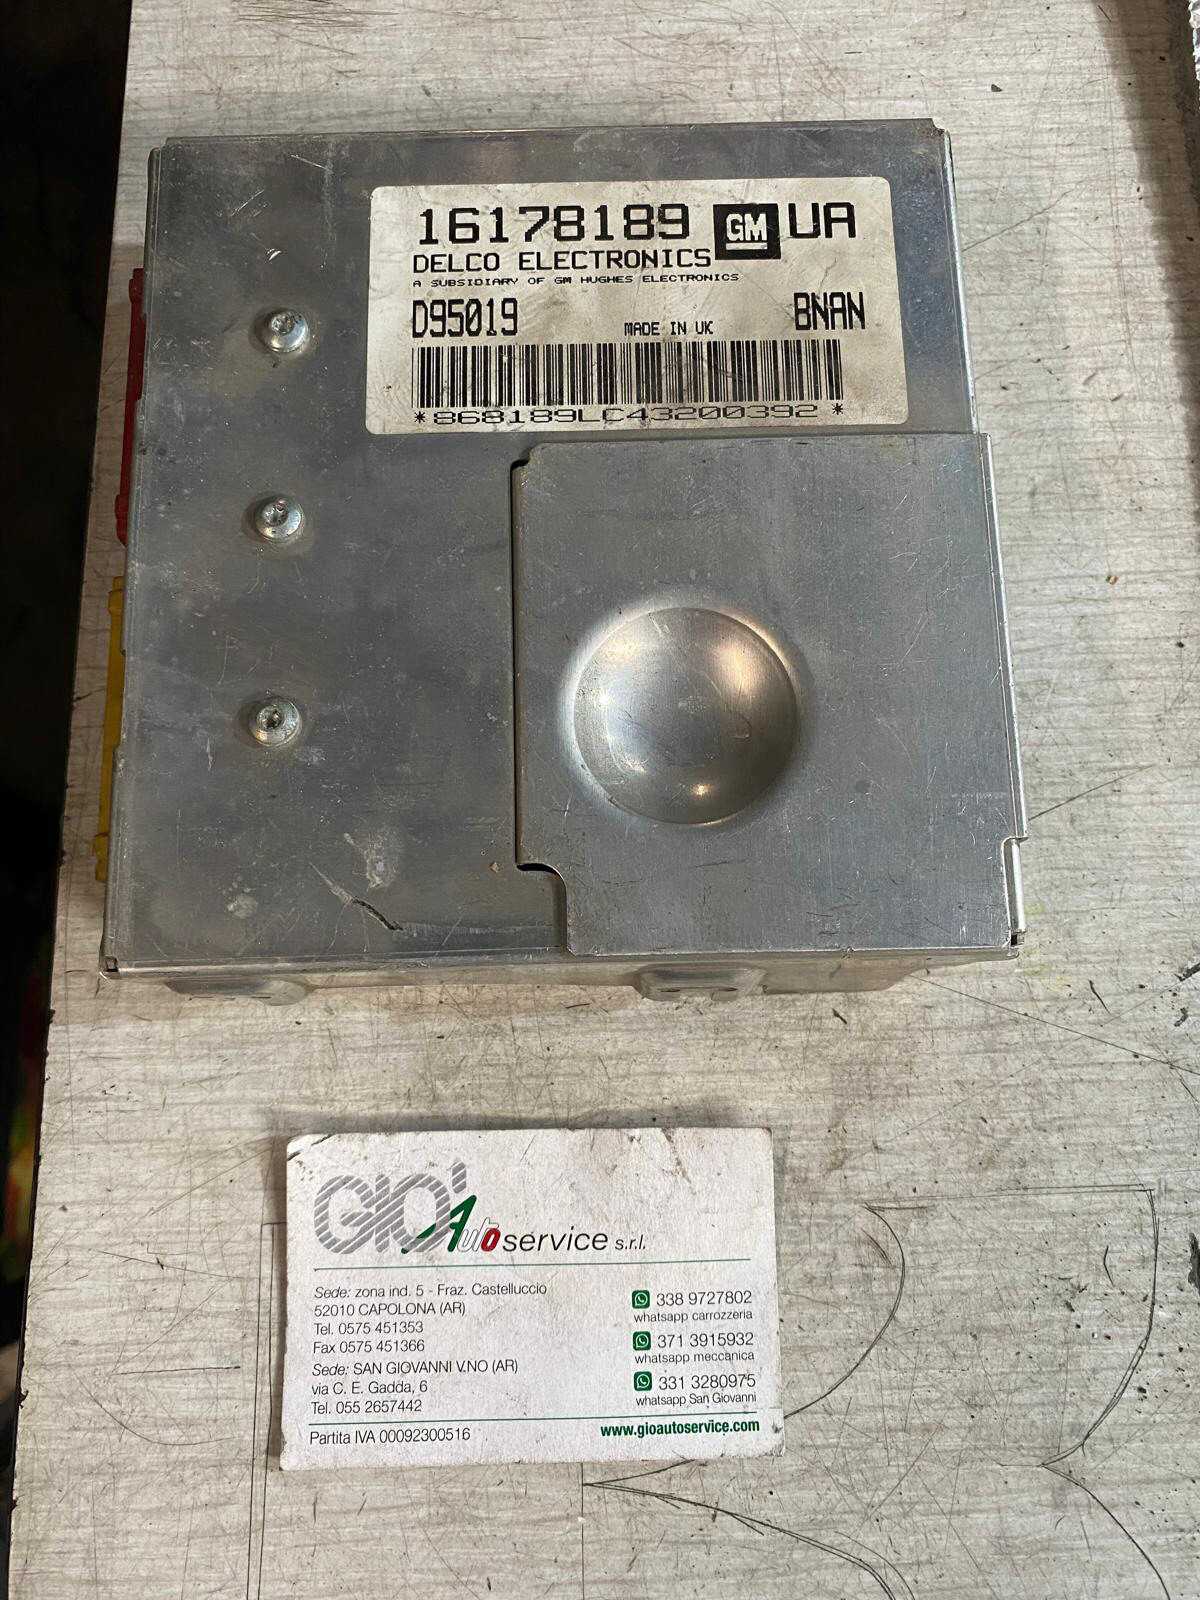 16178189 GM UA
DELCO ELECTRONICS
A SUBSIDIARY OF GM HUGHES ELECTRONICS
D95019 MADE IN UK BNAN
*868189LC43200392*
GIO' Auto service s.r.l.
Sede: zona ind. 5 - Fraz. Castelluccio
52010 CAPOLONA (AR)
Tel. 0575 451353
Fax 0575 451366
Sede: SAN GIOVANNI V.NO (AR)
via C. E. Gadda, 6
Tel. 055 2657442
338 9727802
whatsapp carrozzeria
371 3915932
whatsapp meccanica
331 3280975
whatsapp San Giovanni
Partita IVA 00092300516
www.gioautoservice.com